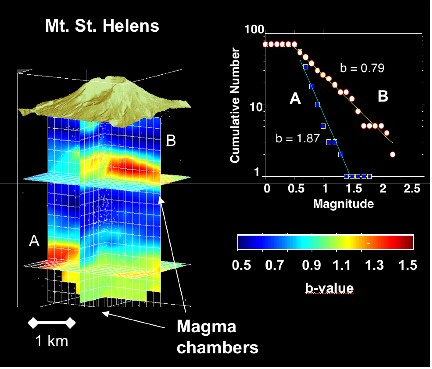 Mt. St. Helens
B
A
1 km
Magma
chambers
100
10
1
Cumulative Number
b = 0.79
A
B
b = 1.87
0
0.5
1.0
1.5
2.0
2.5
Magnitude
0.5 0.7 0.9 1.1 1.3 1.5
b-value